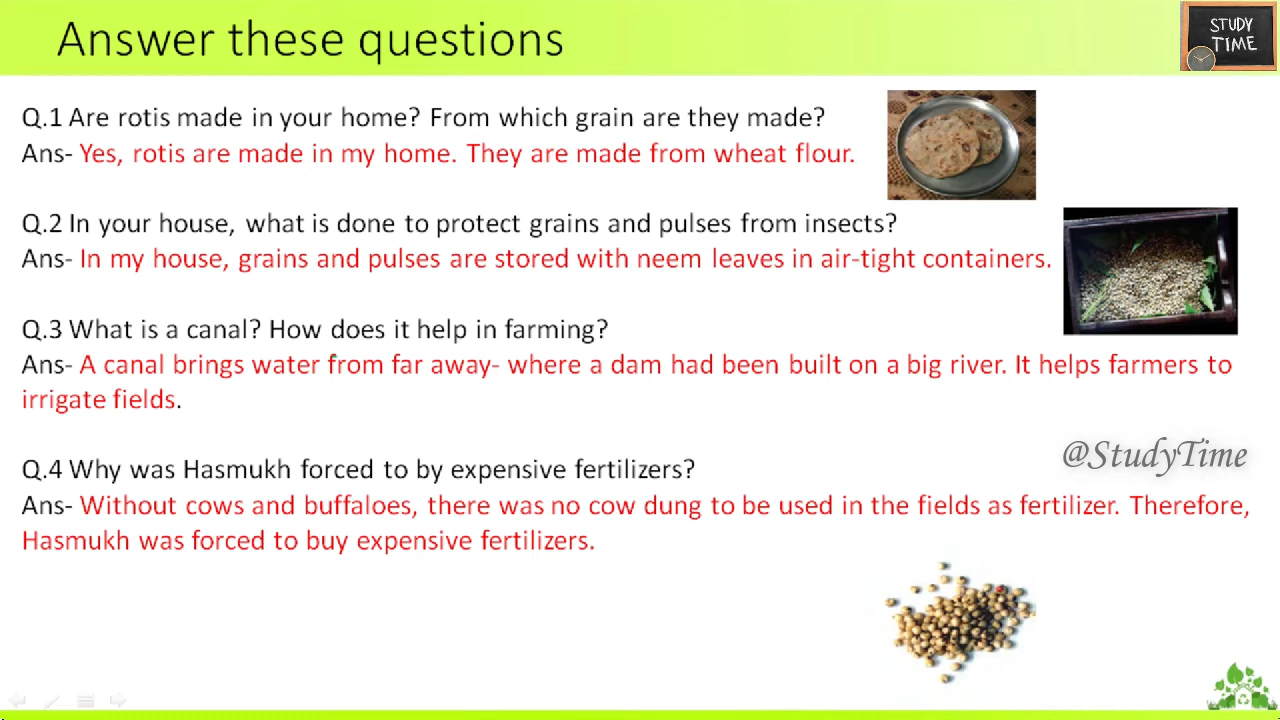 Answer these questions
STUDY
TIME
Q.1 Are rotis made in your home? From which grain are they made?
Ans- Yes, rotis are made in my home. They are made from wheat flour.
Q.2 In your house, what is done to protect grains and pulses from insects?
Ans- In my house, grains and pulses are stored with neem leaves in air-tight containers.
Q.3 What is a canal? How does it help in farming?
Ans- A canal brings water from far away- where a dam had been built on a big river. It helps farmers to
irrigate fields.
@StudyTime
Q.4 Why was Hasmukh forced to by expensive fertilizers?
Ans- Without cows and buffaloes, there was no cow dung to be used in the fields as fertilizer. Therefore,
Hasmukh was forced to buy expensive fertilizers.